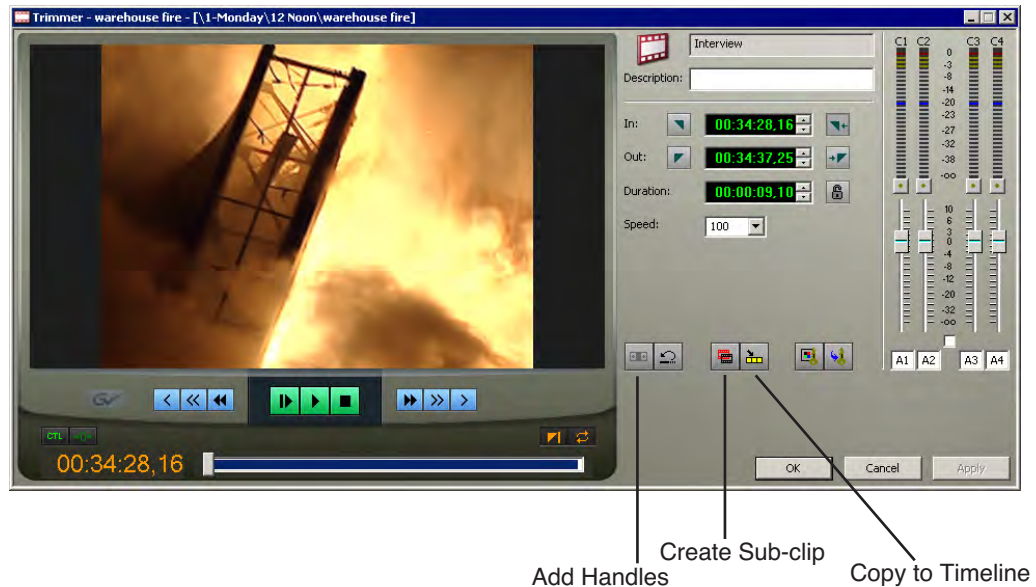 Trimmer - warehouse fire - [\1-Monday\12 Noon\warehouse fire]
Interview
Description:
In: 00:34:28,16
Out: 00:34:37,25
Duration: 00:00:09,10
Speed: 100
C1 C2 C3 C4
0
-3
-8
-14
-20
-23
-27
-32
-38
-oo
10
6
3
0
-4
-8
-12
-20
-32
-oo
A1 A2 A3 A4
GV
CTL
00:34:28,16
OK Cancel Apply
Add Handles
Create Sub-clip
Copy to Timeline